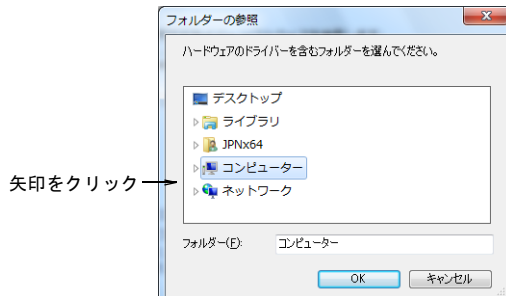 フォルダーの参照
ハードウェアのドライバーを含むフォルダーを選んでください。
デスクトップ
ライブラリ
JPNx64
コンピューター
ネットワーク
矢印をクリック
フォルダー(F): コンピューター
OK キャンセル